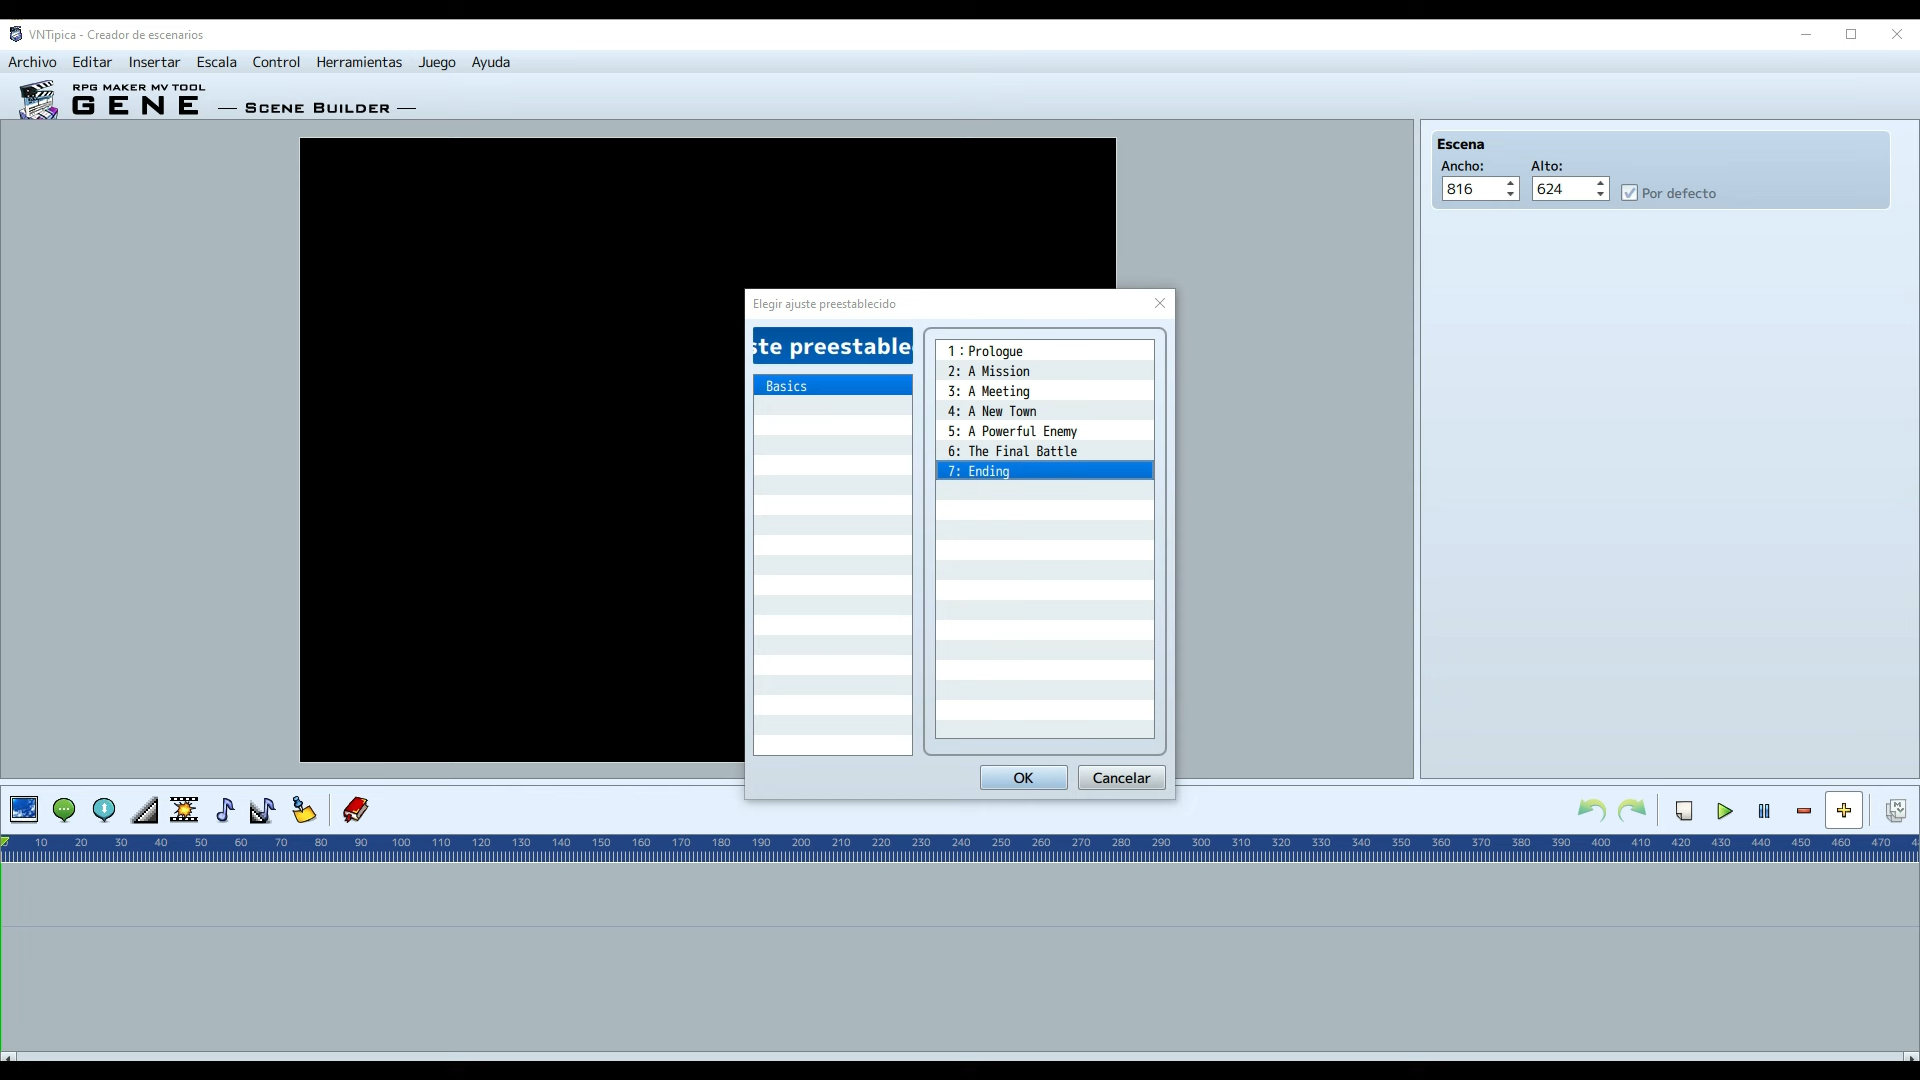 VNTipica - Creador de escenarios
Archivo Editar Insertar Escala Control Herramientas Juego Ayuda
RPG MAKER MV TOOL
GENE — SCENE BUILDER —
Escena
Ancho: Alto:
816 624 Por defecto
Elegir ajuste preestablecido
ste preestable
Basics
1 : Prologue
2: A Mission
3: A Meeting
4: A New Town
5: A Powerful Enemy
6: The Final Battle
7: Ending
OK Cancelar
10 20 30 40 50 60 70 80 90 100 110 120 130 140 150 160 170 180 190 200 210 220 230 240 250 260 270 280 290 300 310 320 330 340 350 360 370 380 390 400 410 420 430 440 450 460 470